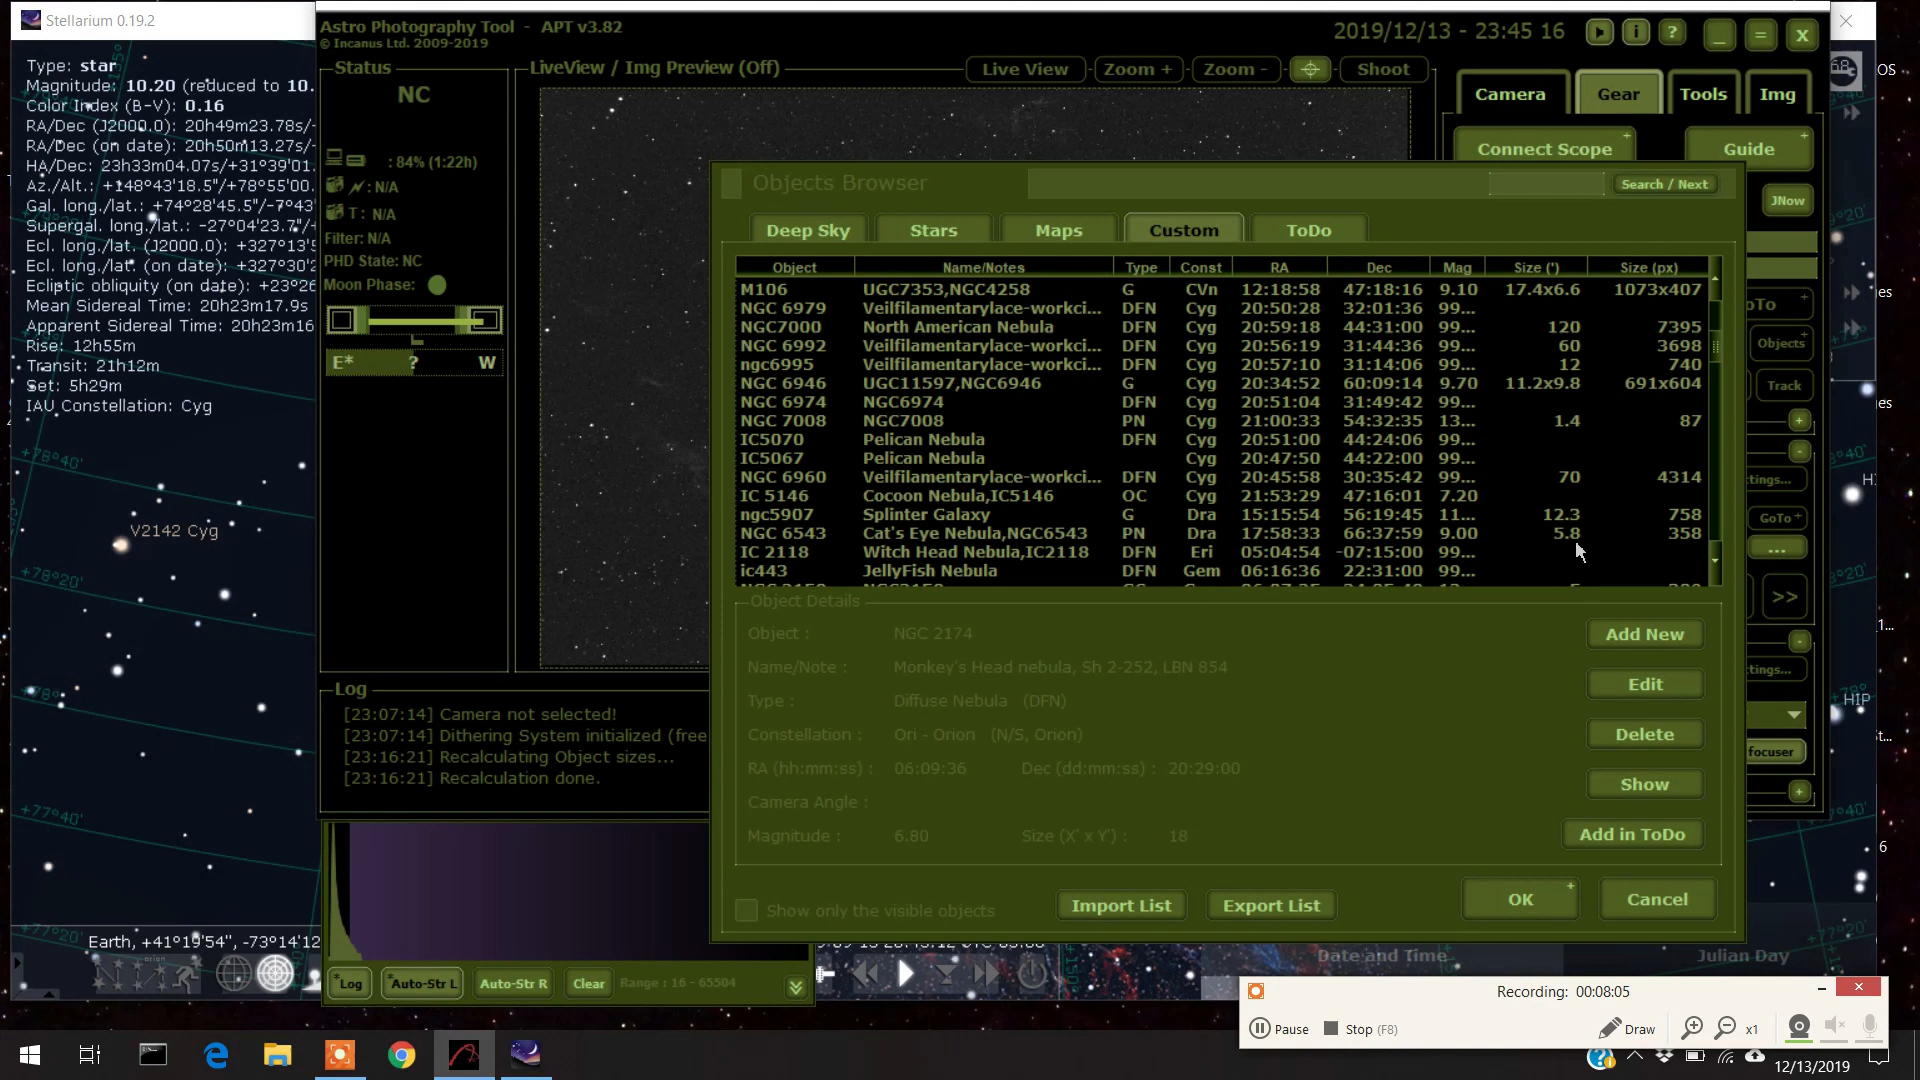 Stellarium 0.19.2
Type: star
Magnitude: 10.20 (reduced to 10.
Color Index (B-V): 0.16
RA/Dec (J2000.0): 20h49m23.78s/-
RA/Dec (on date): 20h50m13.27s/-
HA/Dec: 23h33m04.07s/+31°39'01.
Az./Alt.: +148°43'18.5"/+78°55'00.
Gal. long./lat.: +74°28'45.5"/-7°43'
Supergal. long./lat.: -27°04'23.7"/+
Ecl. long./lat. (J2000.0): +327°13'5
Ecl. long./lat. (on date): +327°30'2
Ecliptic obliquity (on date): +23°26
Mean Sidereal Time: 20h23m17.9s
Apparent Sidereal Time: 20h23m16
Rise: 12h55m
Transit: 21h12m
Set: 5h29m
IAU Constellation: Cyg
+78°40'
V2142 Cyg
+78°20'
+78°
+77°40'
+77°20'
Earth, +41°19'54", -73°14'12
Astro Photography Tool - APT v3.82
© Incanus Ltd. 2009-2019
2019/12/13 - 23:45 16
i
?
_
=
X
Status
NC
: 84% (1:22h)
: N/A
T : N/A
Filter: N/A
PHD State: NC
Moon Phase:
E* ? W
LiveView / Img Preview (Off)
Live View
Zoom +
Zoom -
Shoot
Camera
Gear
Tools
Img
Connect Scope +
Guide +
JNow
oTo +
Objects
Track
+
-
ttings...
GoTo +
...
>>
-
ttings...
focuser
+
Log
[23:07:14] Camera not selected!
[23:07:14] Dithering System initialized (free
[23:16:21] Recalculating Object sizes...
[23:16:21] Recalculation done.
*Log
*Auto-Str L
Auto-Str R
Clear
Range : 16 - 65504
Objects Browser
Search / Next
Deep Sky
Stars
Maps
Custom
ToDo
Object Name/Notes Type Const RA Dec Mag Size (') Size (px)
M106 UGC7353,NGC4258 G CVn 12:18:58 47:18:16 9.10 17.4x6.6 1073x407
NGC 6979 Veilfilamentarylace-workci... DFN Cyg 20:50:28 32:01:36 99...
NGC7000 North American Nebula DFN Cyg 20:59:18 44:31:00 99... 120 7395
NGC 6992 Veilfilamentarylace-workci... DFN Cyg 20:56:19 31:44:36 99... 60 3698
ngc6995 Veilfilamentarylace-workci... DFN Cyg 20:57:10 31:14:06 99... 12 740
NGC 6946 UGC11597,NGC6946 G Cyg 20:34:52 60:09:14 9.70 11.2x9.8 691x604
NGC 6974 NGC6974 DFN Cyg 20:51:04 31:49:42 99...
NGC 7008 NGC7008 PN Cyg 21:00:33 54:32:35 13... 1.4 87
IC5070 Pelican Nebula DFN Cyg 20:51:00 44:24:06 99...
IC5067 Pelican Nebula Cyg 20:47:50 44:22:00 99...
NGC 6960 Veilfilamentarylace-workci... DFN Cyg 20:45:58 30:35:42 99... 70 4314
IC 5146 Cocoon Nebula,IC5146 OC Cyg 21:53:29 47:16:01 7.20
ngc5907 Splinter Galaxy G Dra 15:15:54 56:19:45 11... 12.3 758
NGC 6543 Cat's Eye Nebula,NGC6543 PN Dra 17:58:33 66:37:59 9.00 5.8 358
IC 2118 Witch Head Nebula,IC2118 DFN Eri 05:04:54 -07:15:00 99...
ic443 JellyFish Nebula DFN Gem 06:16:36 22:31:00 99...
Object Details
Object : NGC 2174
Name/Note : Monkey's Head nebula, Sh 2-252, LBN 854
Type : Diffuse Nebula (DFN)
Constellation : Ori - Orion (N/S, Orion)
RA (hh:mm:ss) : 06:09:36 Dec (dd:mm:ss) : 20:29:00
Camera Angle :
Magnitude : 6.80 Size (X' x Y') : 18
Add New
Edit
Delete
Show
Add in ToDo
Show only the visible objects
Import List
Export List
OK +
Cancel
Date and Time
Julian Day
Recording: 00:08:05
Pause
Stop (F8)
Draw
x1
12/13/2019
HIP